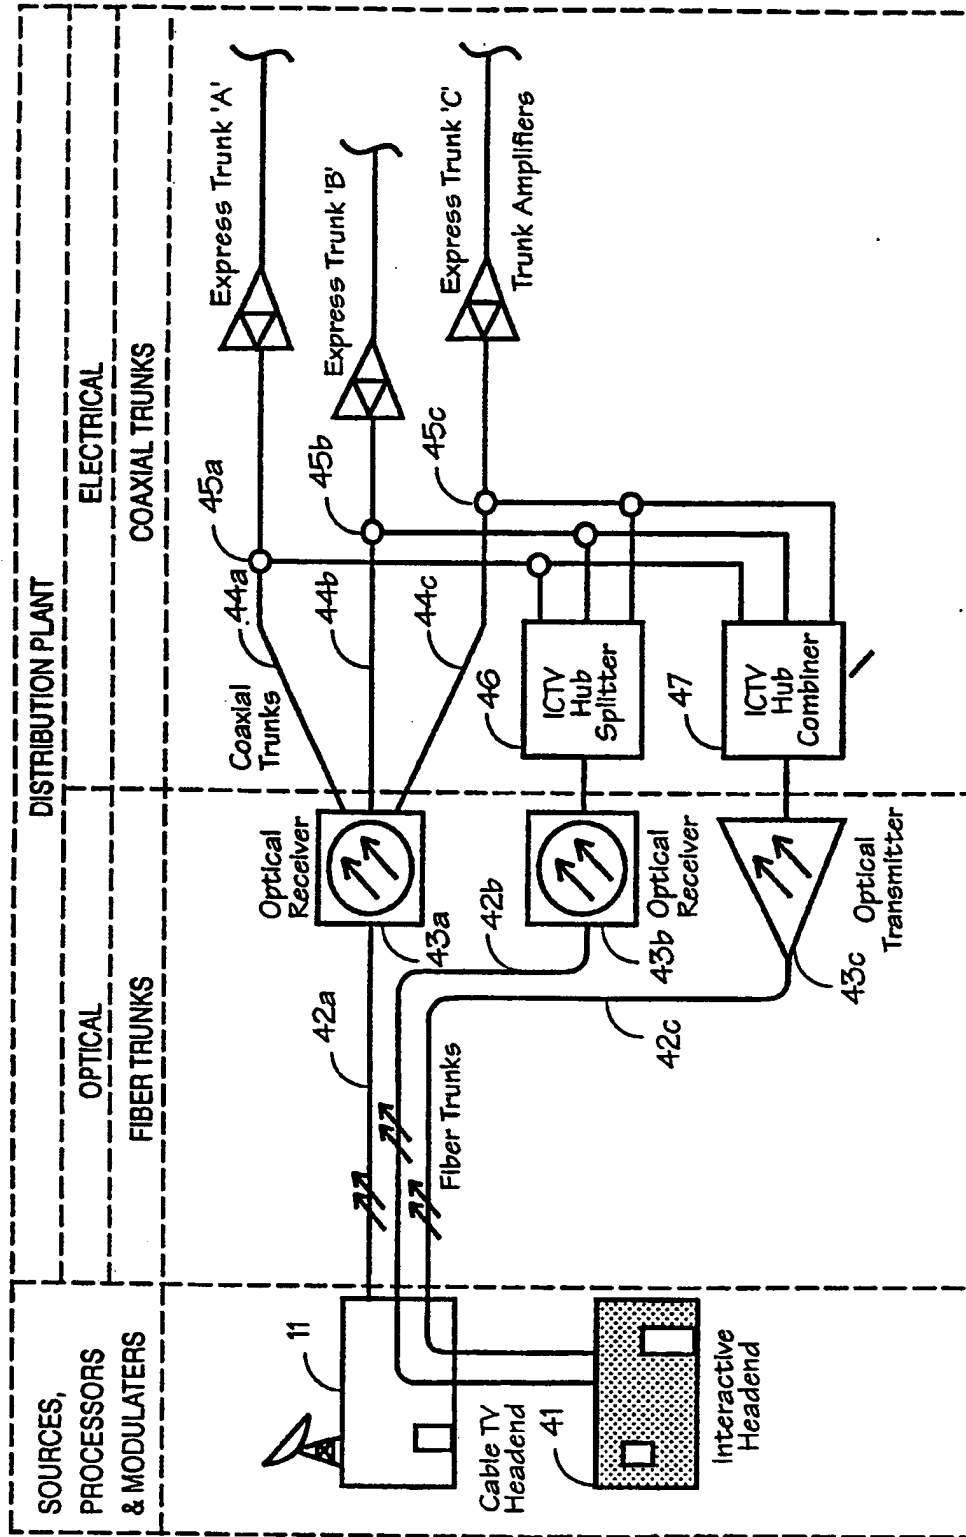 DISTRIBUTION PLANT
SOURCES,
PROCESSORS
& MODULATERS
OPTICAL
ELECTRICAL
FIBER TRUNKS
COAXIAL TRUNKS
11
Cable TV
Headend
41
Interactive
Headend
42a
42b
42c
Fiber Trunks
Optical
Receiver
43a
Optical
Receiver
43b
Optical
Transmitter
43c
Coaxial
Trunks
44a
44b
44c
45a
45b
45c
46
ICTV
Hub
Splitter
47
ICTV
Hub
Combiner
Express Trunk 'A'
Express Trunk 'B'
Express Trunk 'C'
Trunk Amplifiers